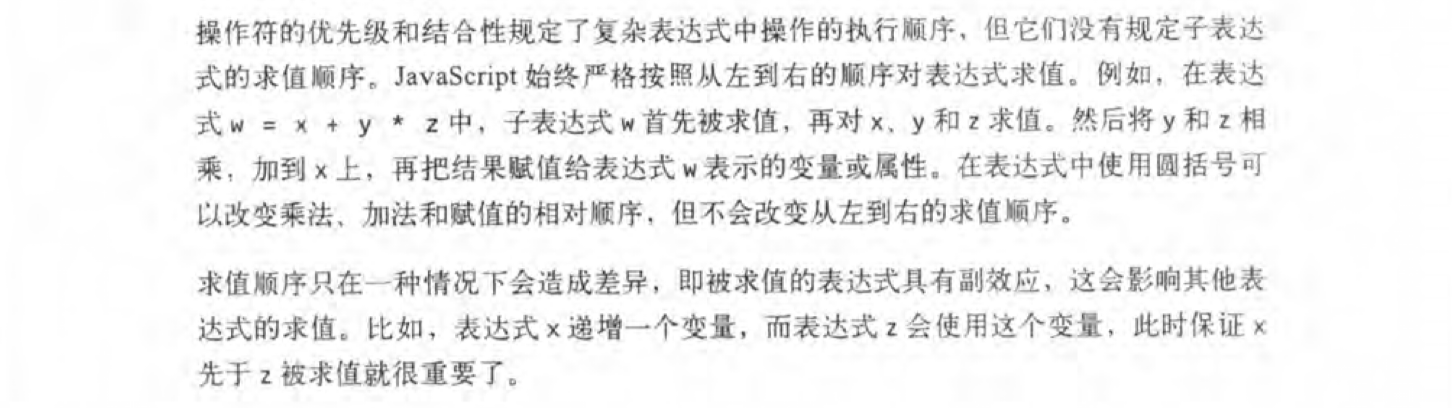 操作符的优先级和结合性规定了复杂表达式中操作的执行顺序，但它们没有规定子表达
式的求值顺序。JavaScript 始终严格按照从左到右的顺序对表达式求值。例如，在表达
式 w = x + y * z 中，子表达式 w 首先被求值，再对 x、y 和 z 求值。然后将 y 和 z 相
乘，加到 x 上，再把结果赋值给表达式 w 表示的变量或属性。在表达式中使用圆括号可
以改变乘法、加法和赋值的相对顺序，但不会改变从左到右的求值顺序。
求值顺序只在一种情况下会造成差异，即被求值的表达式具有副效应，这会影响其他表
达式的求值。比如，表达式 x 递增一个变量，而表达式 z 会使用这个变量，此时保证 x
先于 z 被求值就很重要了。